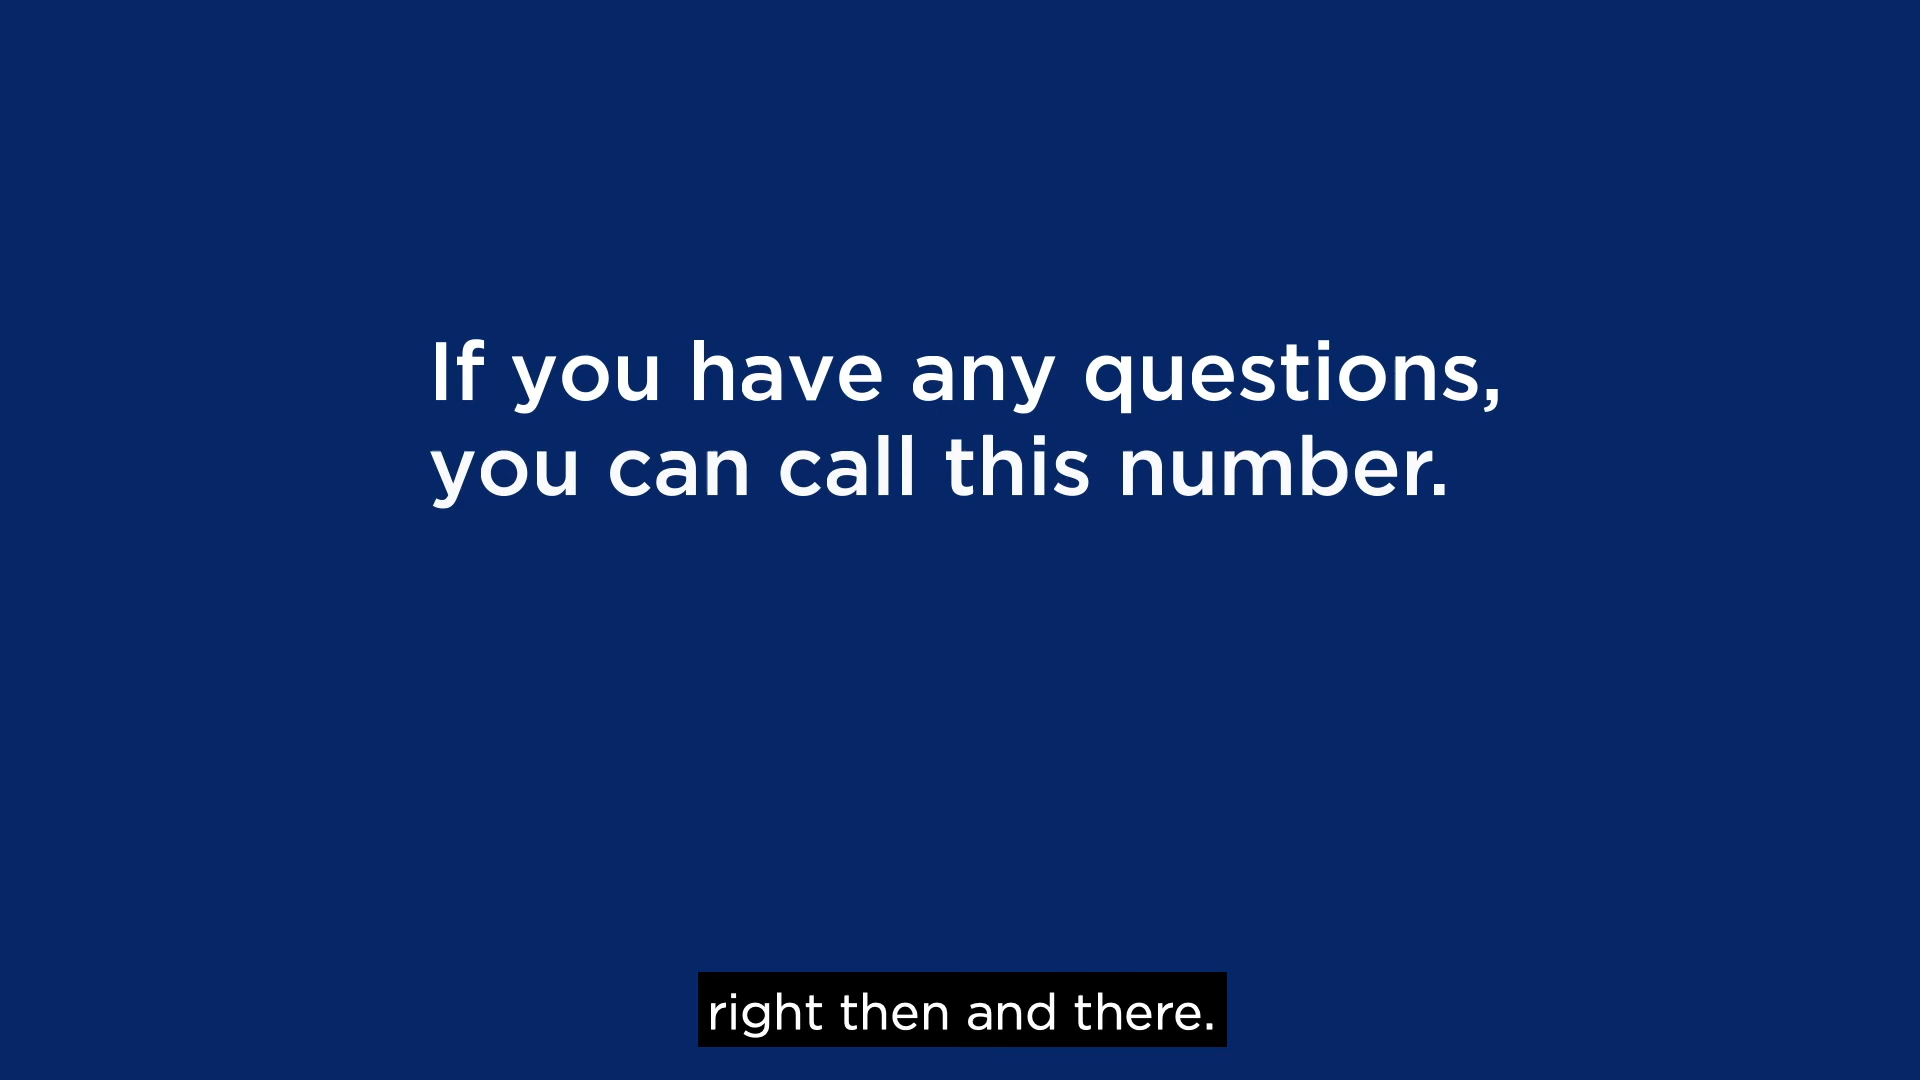 If you have any questions,
you can call this number.
right then and there.